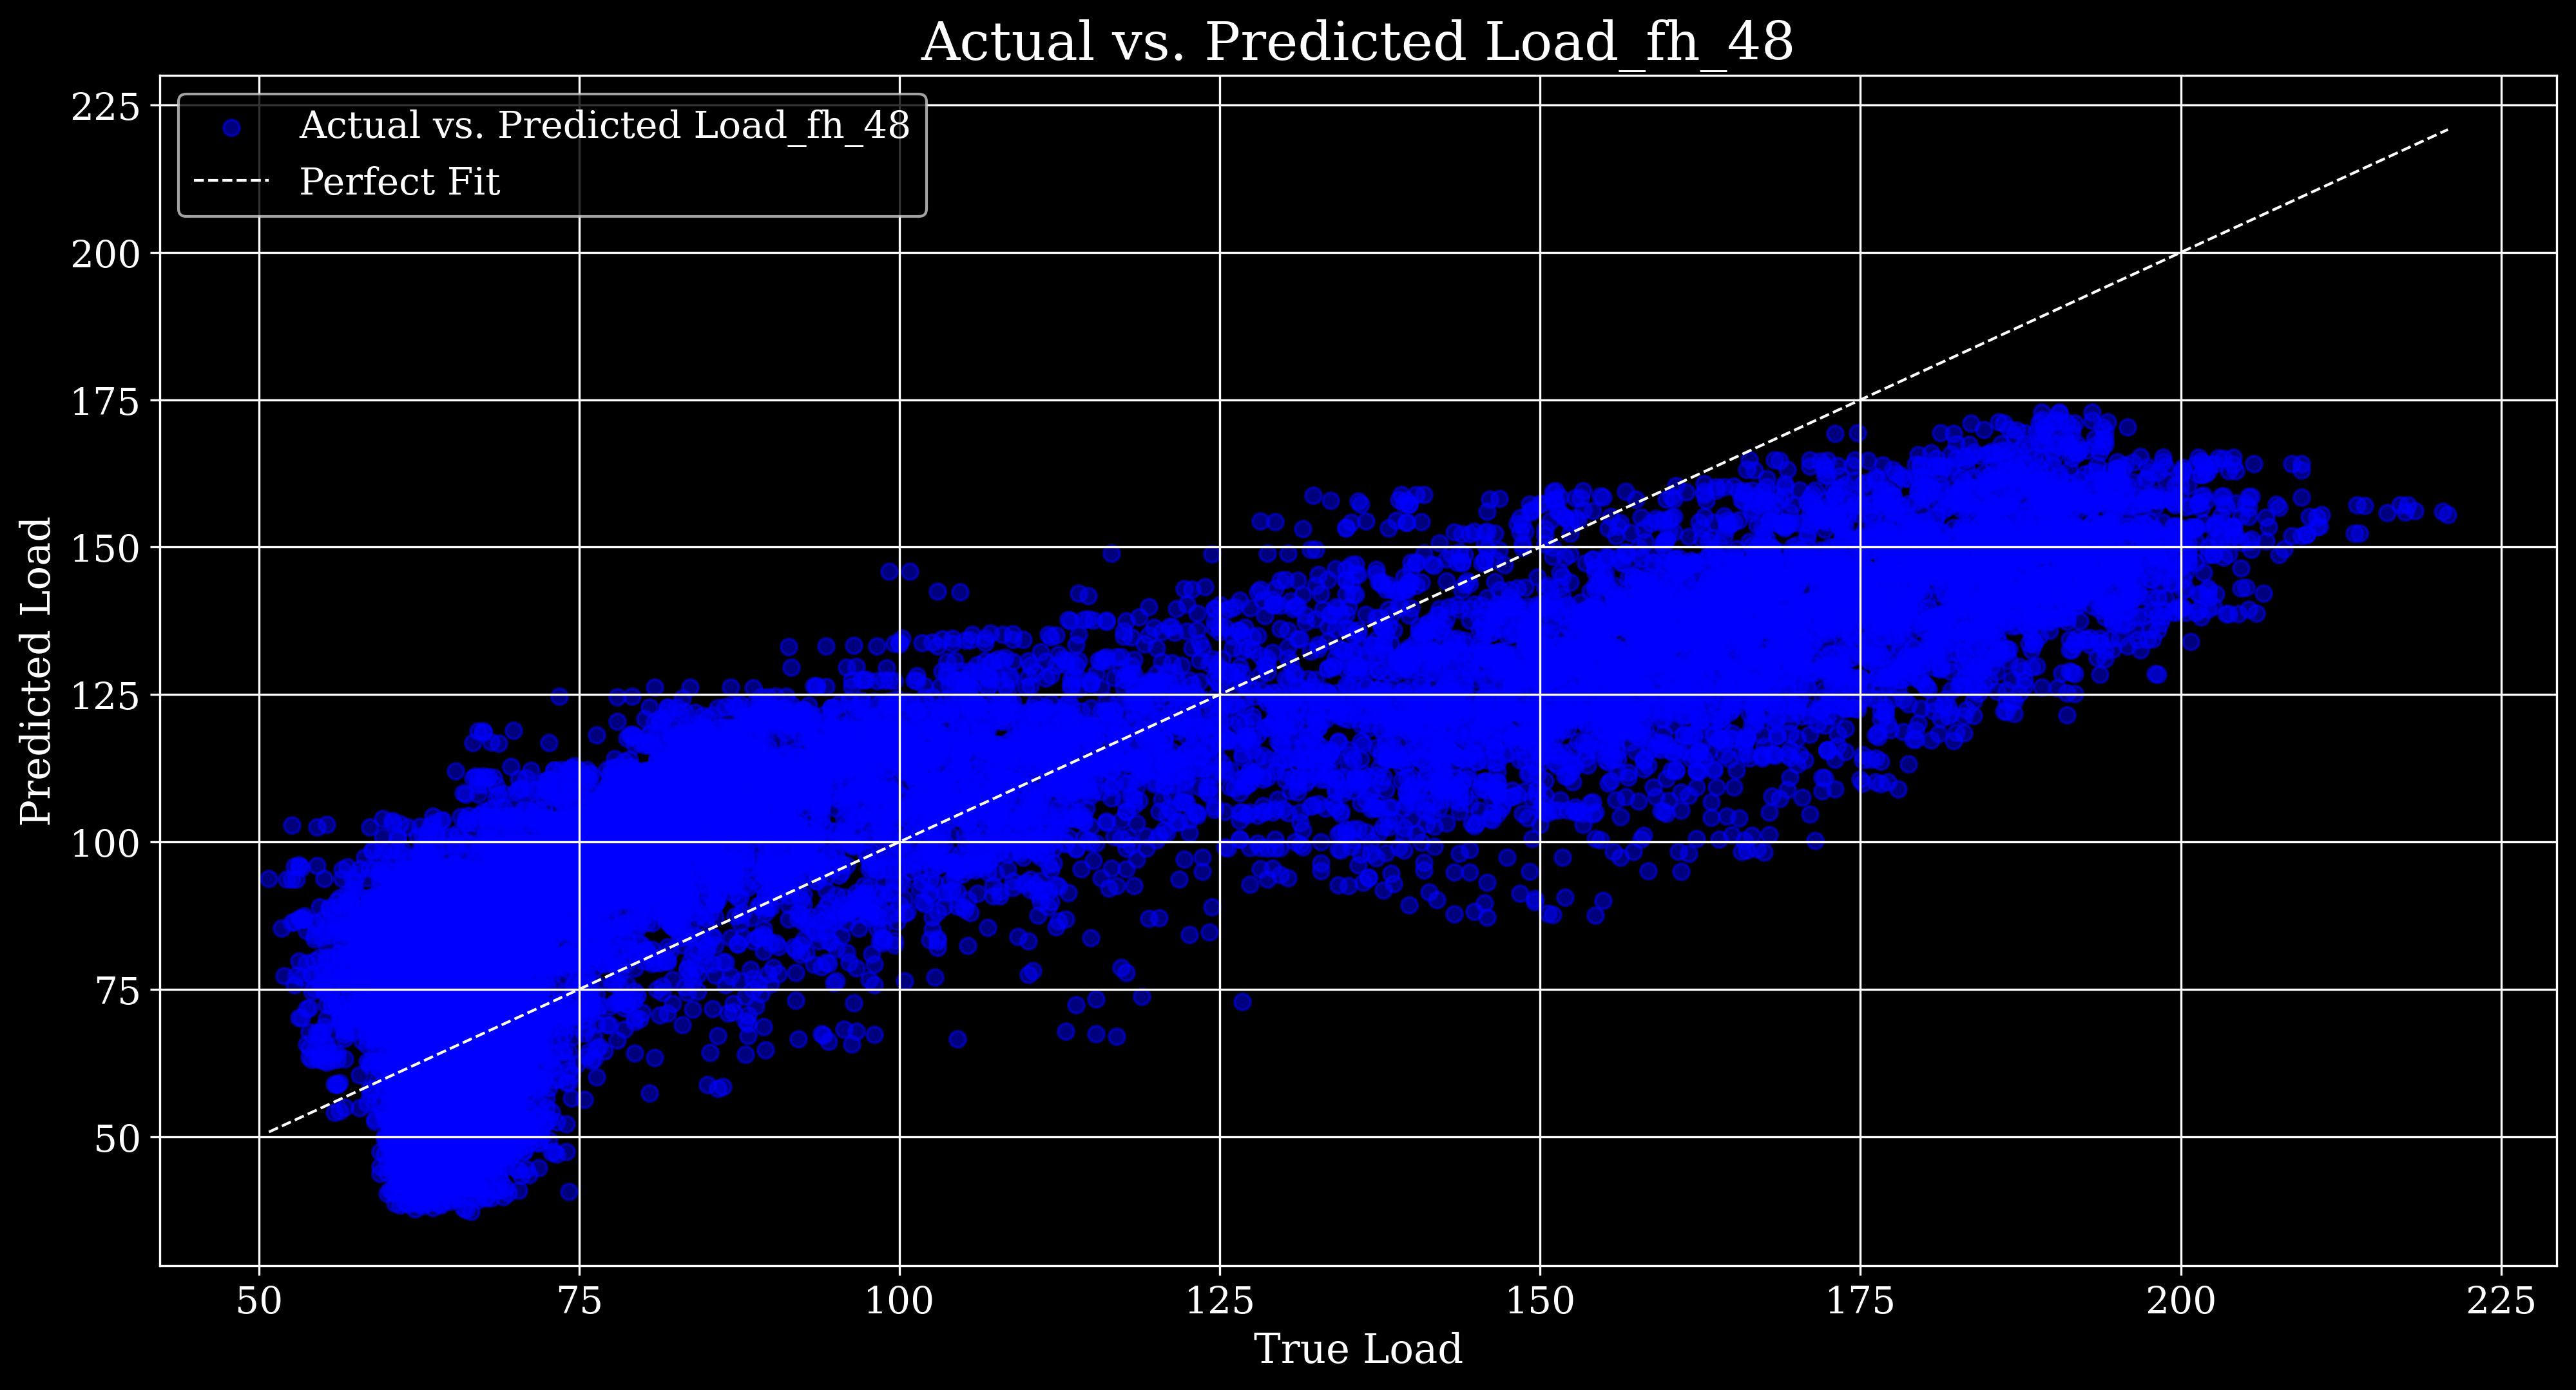 Actual vs. Predicted Load_fh_48
Actual vs. Predicted Load_fh_48
Perfect Fit
225
200
175
150
125
100
75
50
Predicted Load
50 75 100 125 150 175 200 225
True Load